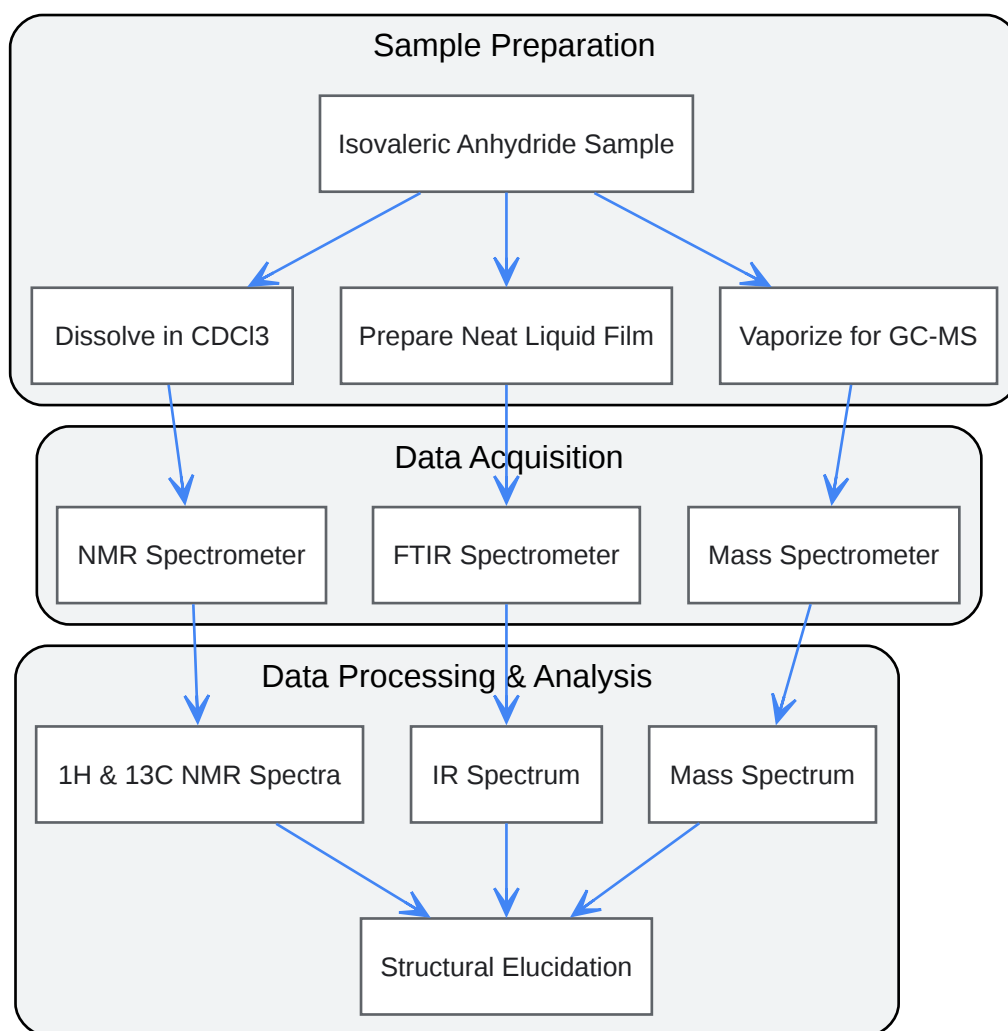 Sample Preparation
Isovaleric Anhydride Sample
Dissolve in CDCl3
Prepare Neat Liquid Film
Vaporize for GC-MS
Data Acquisition
NMR Spectrometer
FTIR Spectrometer
Mass Spectrometer
Data Processing & Analysis
1H & 13C NMR Spectra
IR Spectrum
Mass Spectrum
Structural Elucidation